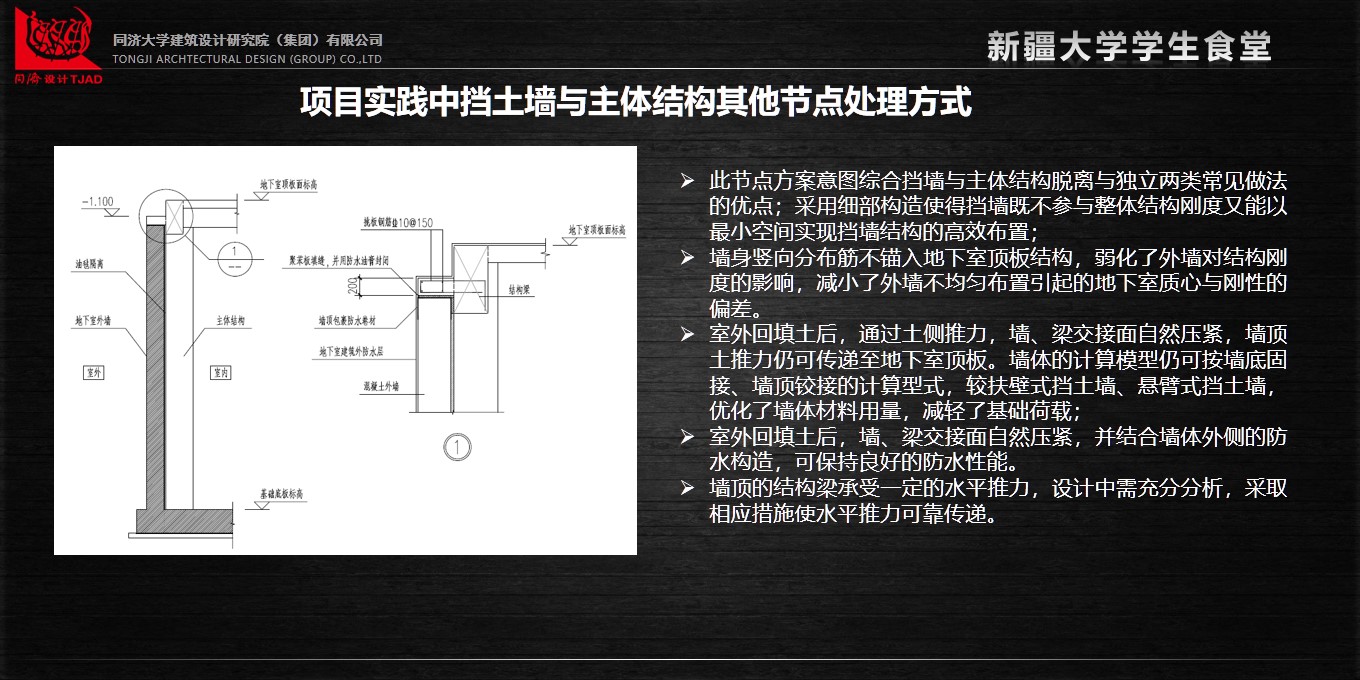 同济设计TJAD
同济大学建筑设计研究院（集团）有限公司
TONGJI ARCHTECTURAL DESIGN (GROUP) CO.,LTD
新疆大学学生食堂
项目实践中挡土墙与主体结构其他节点处理方式
-1.100
地下室顶板面标高
1
--
油毡隔离
地下室外墙
主体结构
室外
室内
基础底板标高
挑板钢筋⌀10@150
地下室顶板面标高
聚苯板填缝，并用防水油膏封闭
200
结构梁
墙顶包裹防水卷材
地下室建筑外防水层
混凝土外墙
1
➢ 此节点方案意图综合挡墙与主体结构脱离与独立两类常见做法
的优点；采用细部构造使得挡墙既不参与整体结构刚度又能以
最小空间实现挡墙结构的高效布置；
➢ 墙身竖向分布筋不锚入地下室顶板结构，弱化了外墙对结构刚
度的影响，减小了外墙不均匀布置引起的地下室质心与刚性的
偏差。
➢ 室外回填土后，通过土侧推力，墙、梁交接面自然压紧，墙顶
土推力仍可传递至地下室顶板。墙体的计算模型仍可按墙底固
接、墙顶铰接的计算型式，较扶壁式挡土墙、悬臂式挡土墙，
优化了墙体材料用量，减轻了基础荷载；
➢ 室外回填土后，墙、梁交接面自然压紧，并结合墙体外侧的防
水构造，可保持良好的防水性能。
➢ 墙顶的结构梁承受一定的水平推力，设计中需充分分析，采取
相应措施使水平推力可靠传递。